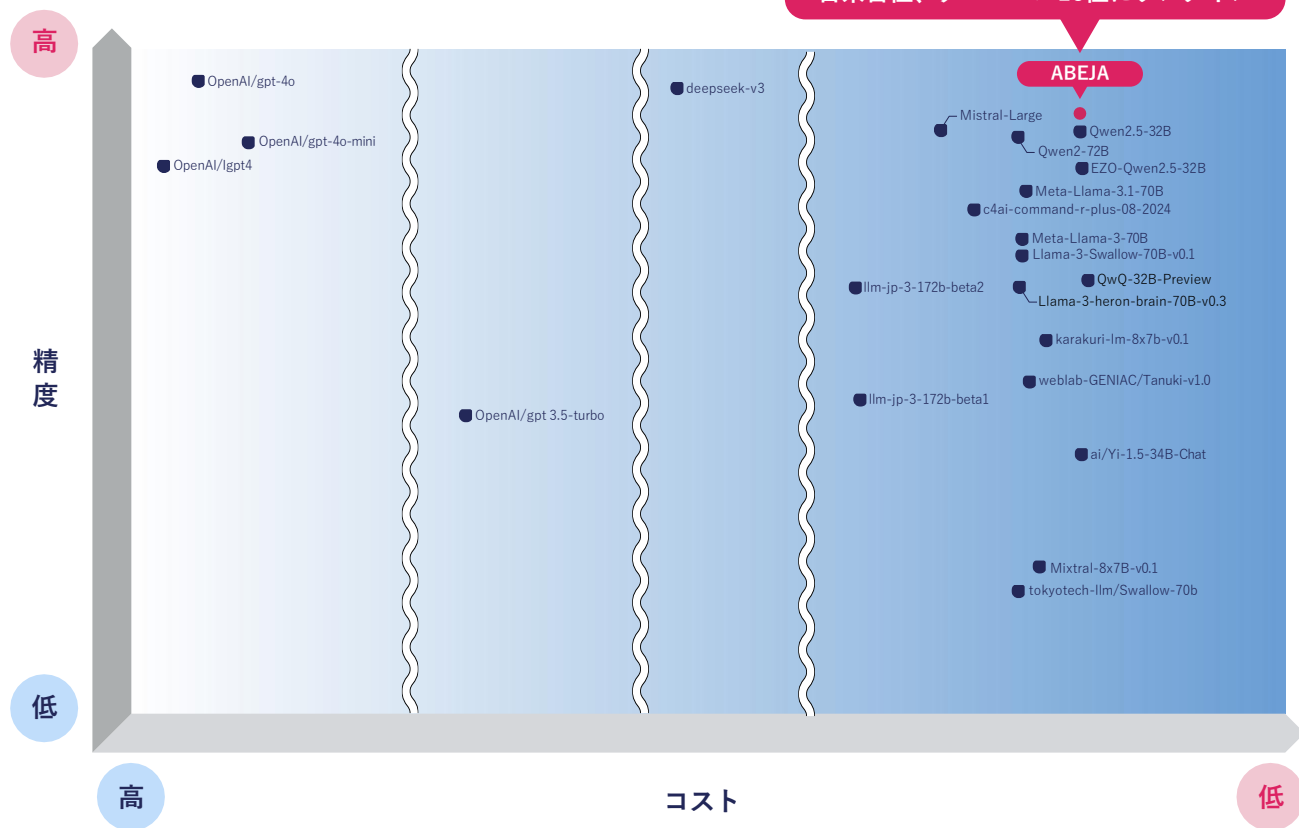 高
ABEJA
OpenAI/gpt-4o
deepseek-v3
Mistral-Large
Qwen2.5-32B
OpenAI/gpt-4o-mini
Qwen2-72B
OpenAI/lgpt4
EZO-Qwen2.5-32B
Meta-Llama-3.1-70B
c4ai-command-r-plus-08-2024
Meta-Llama-3-70B
Llama-3-Swallow-70B-v0.1
QwQ-32B-Preview
llm-jp-3-172b-beta2
Llama-3-heron-brain-70B-v0.3
karakuri-lm-8x7b-v0.1
精度
weblab-GENIAC/Tanuki-v1.0
llm-jp-3-172b-beta1
OpenAI/gpt 3.5-turbo
ai/Yi-1.5-34B-Chat
Mixtral-8x7B-v0.1
tokyotech-llm/Swallow-70b
低
高
コスト
低